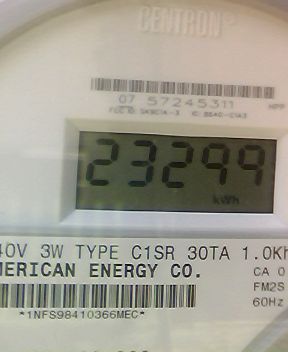 CENTRON®
07 57245311
23299
kWh
40V 3W TYPE C1SR 30TA 1.0Kh
MERICAN ENERGY CO.
CA 0
FM2S
60Hz
*1NFS98410366MEC*